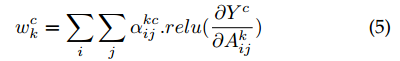 w_k^c = \sum_i \sum_j \alpha_{ij}^{kc} . relu(\frac{\partial Y^c}{\partial A_{ij}^k}) (5)